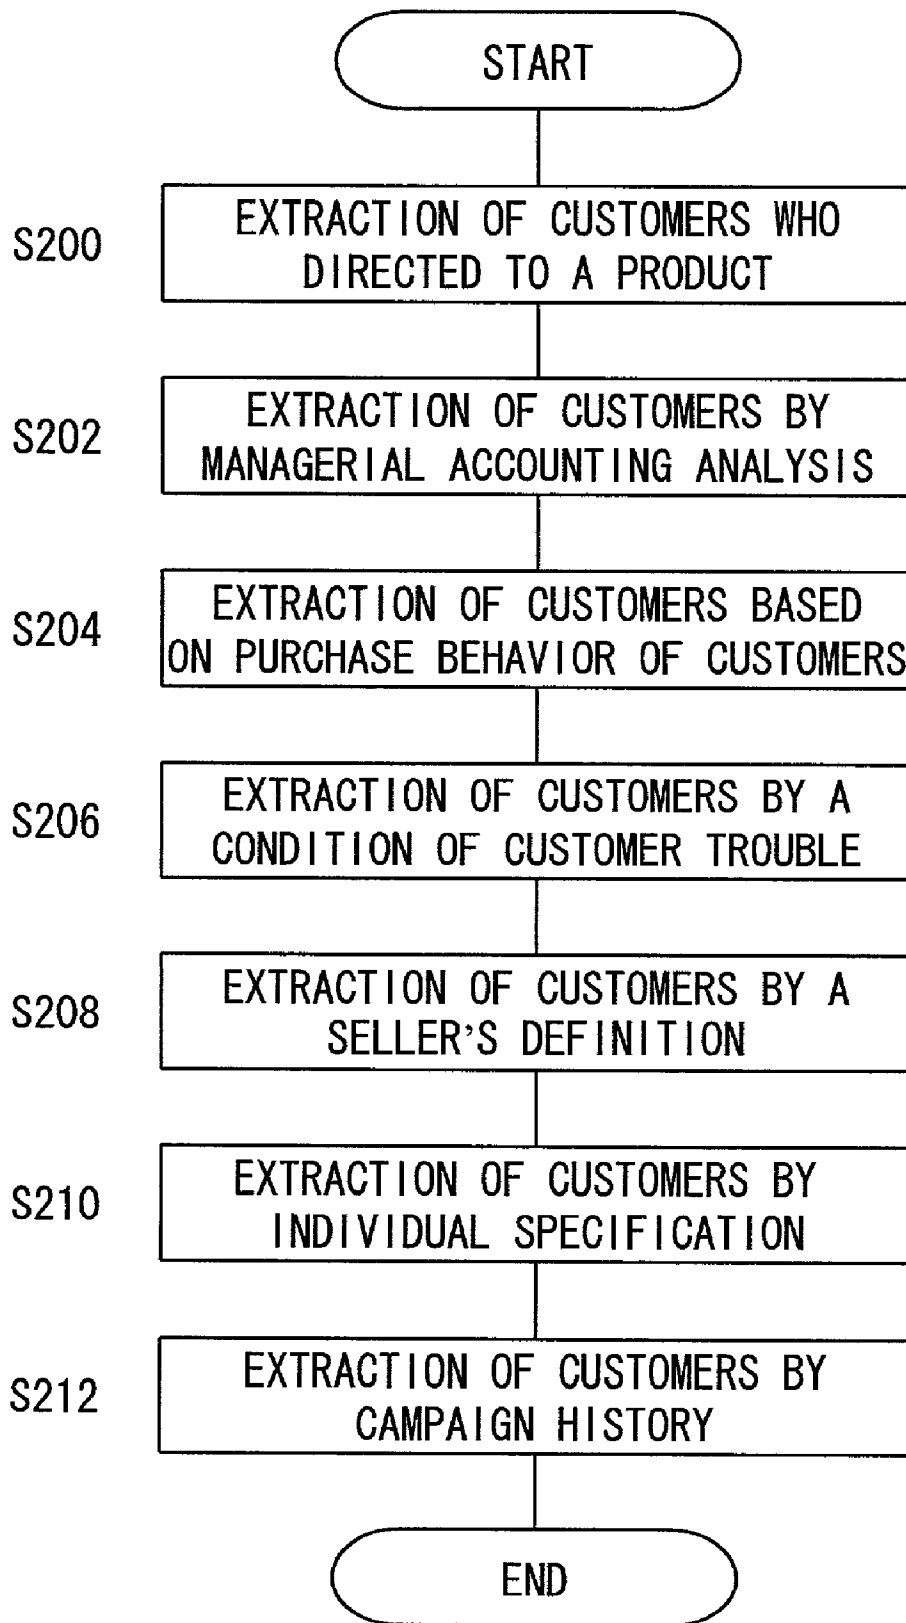 START
S200
EXTRACTION OF CUSTOMERS WHO
DIRECTED TO A PRODUCT
S202
EXTRACTION OF CUSTOMERS BY
MANAGERIAL ACCOUNTING ANALYSIS
S204
EXTRACTION OF CUSTOMERS BASED
ON PURCHASE BEHAVIOR OF CUSTOMERS
S206
EXTRACTION OF CUSTOMERS BY A
CONDITION OF CUSTOMER TROUBLE
S208
EXTRACTION OF CUSTOMERS BY A
SELLER'S DEFINITION
S210
EXTRACTION OF CUSTOMERS BY
INDIVIDUAL SPECIFICATION
S212
EXTRACTION OF CUSTOMERS BY
CAMPAIGN HISTORY
END